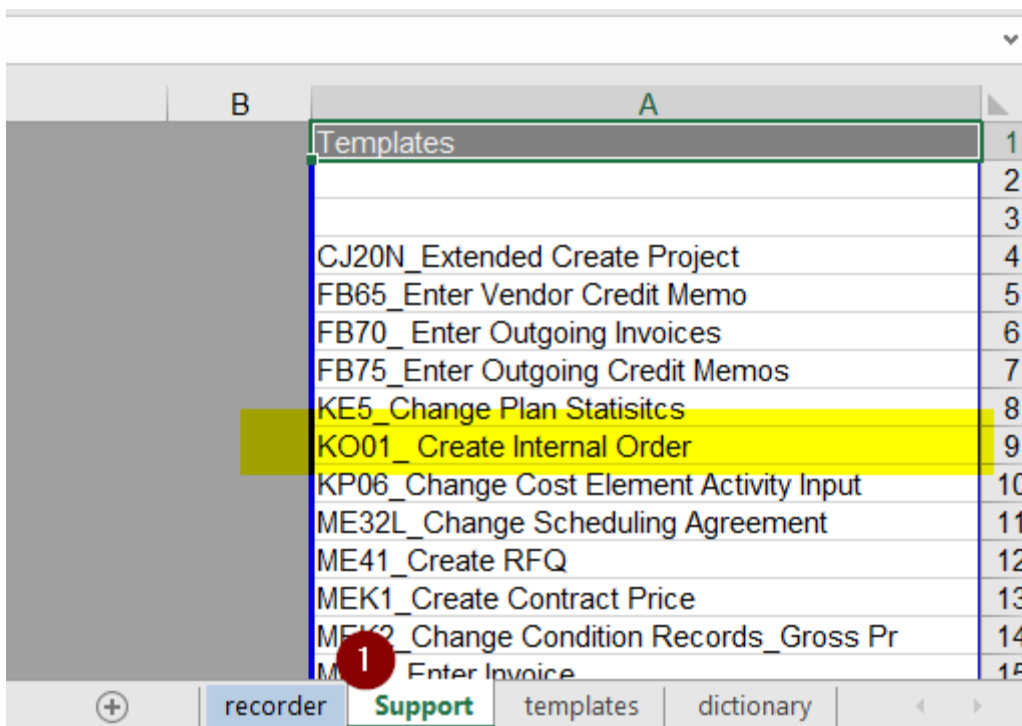 B A
Templates 1
2
3
CJ20N_Extended Create Project 4
FB65_Enter Vendor Credit Memo 5
FB70_ Enter Outgoing Invoices 6
FB75_Enter Outgoing Credit Memos 7
KE5_Change Plan Statisitcs 8
KO01_ Create Internal Order 9
KP06_Change Cost Element Activity Input 10
ME32L_Change Scheduling Agreement 11
ME41_Create RFQ 12
MEK1_Create Contract Price 13
MEK2_Change Condition Records_Gross Pr 14
1
Enter Invoice 15
recorder Support templates dictionary